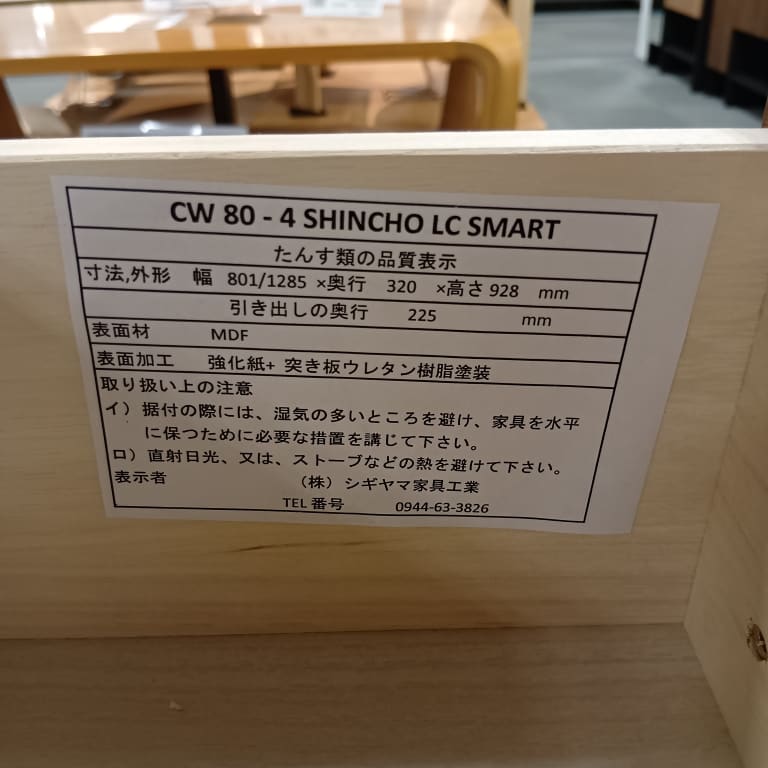 CW 80 - 4 SHINCHO LC SMART
たんす類の品質表示
寸法,外形 幅 801/1285 ×奥行 320 ×高さ 928 mm
引き出しの奥行 225 mm
表面材 MDF
表面加工 強化紙+ 突き板ウレタン樹脂塗装
取り扱い上の注意
イ）据付の際には、湿気の多いところを避け、家具を水平
に保つために必要な措置を講じて下さい。
ロ）直射日光、又は、ストーブなどの熱を避けて下さい。
表示者 （株）シギヤマ家具工業
TEL 番号 0944-63-3826